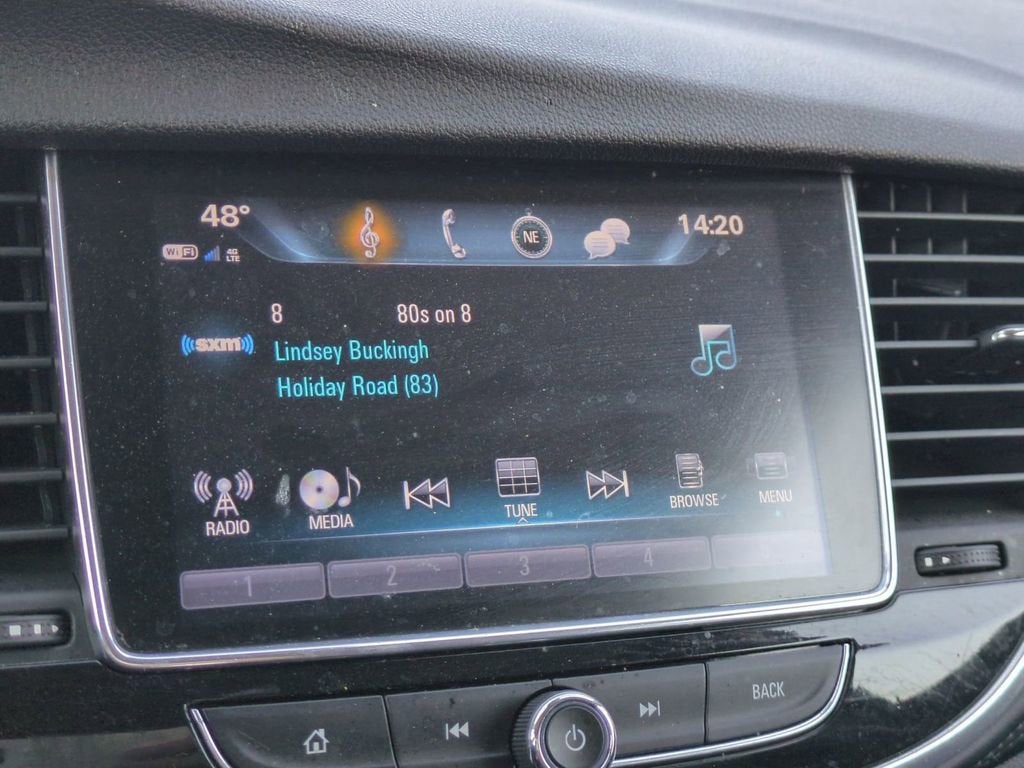 48° NE 14:20
WiFi 4G LTE
8 80s on 8
sxm
Lindsey Buckingh
Holiday Road (83)
RADIO MEDIA TUNE BROWSE MENU
1 2 3 4
BACK